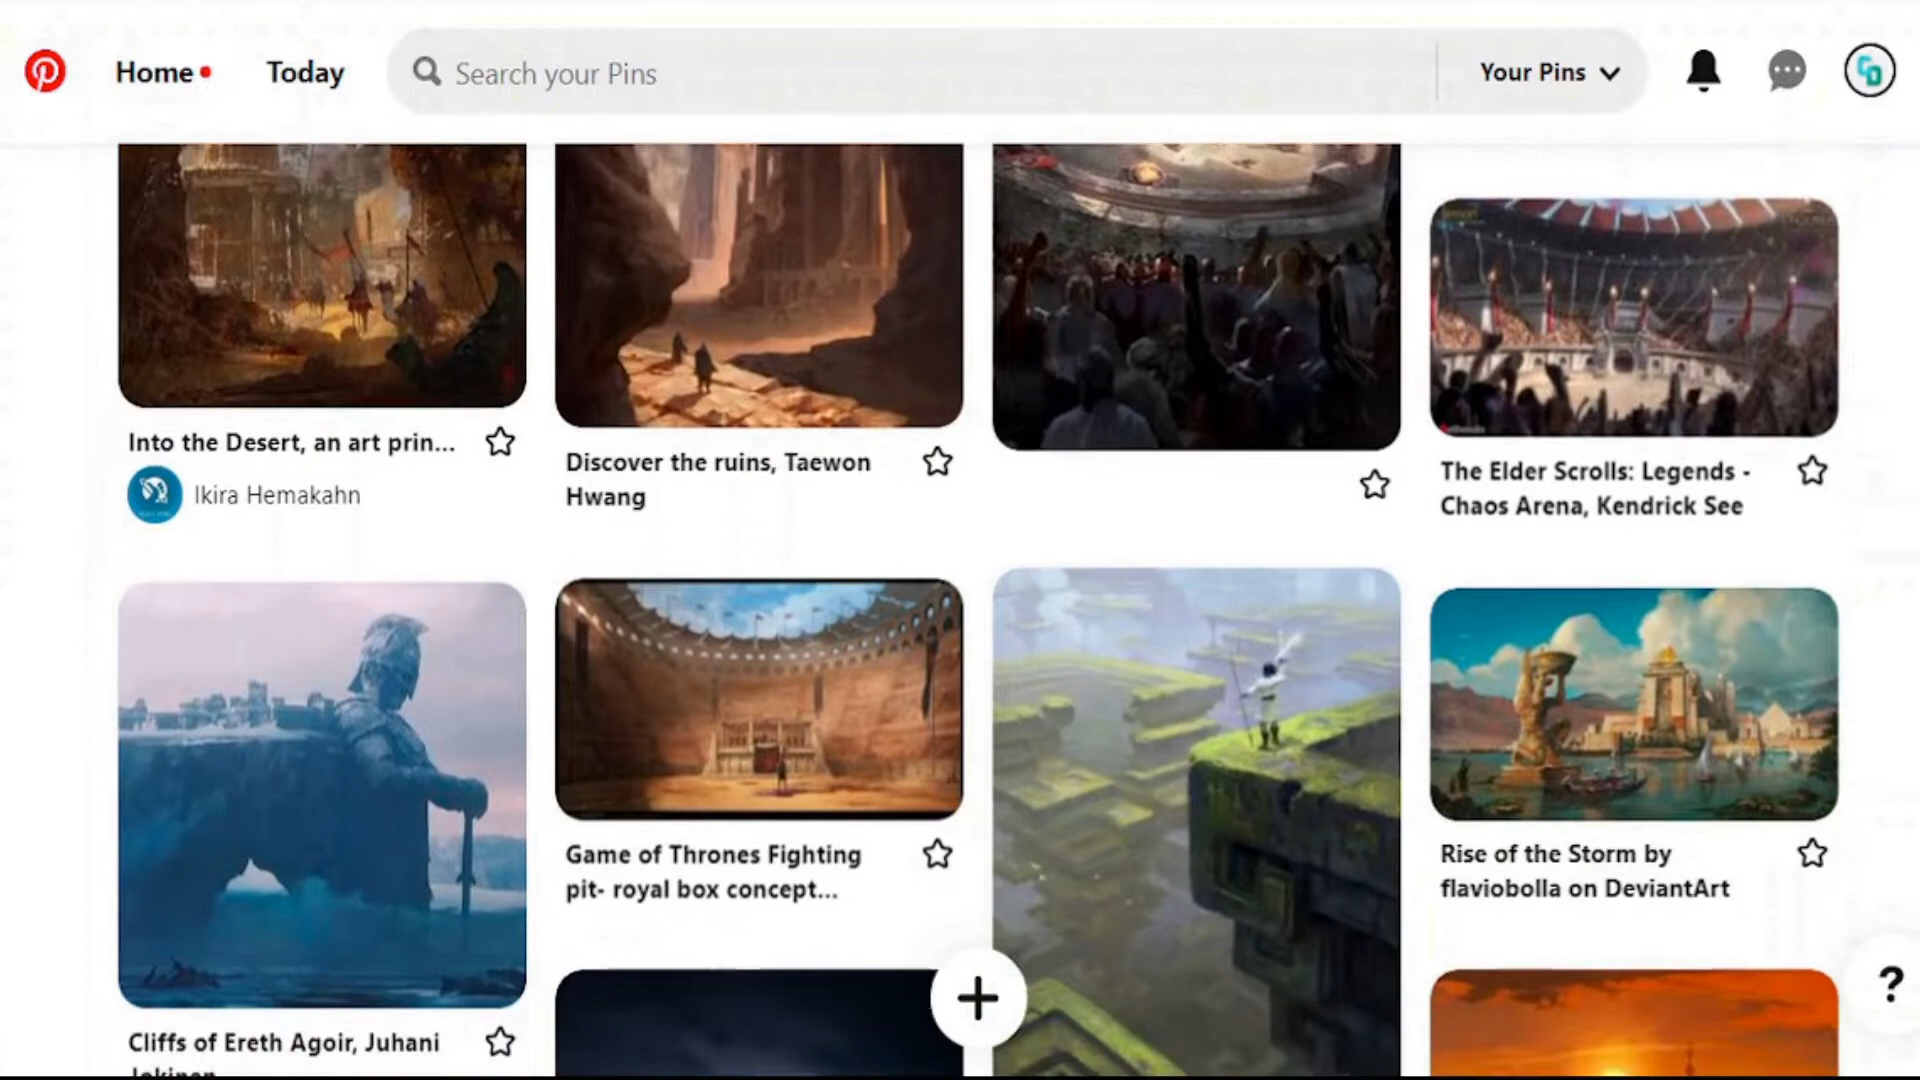 Home
Today
Search your Pins
Your Pins
Into the Desert, an art prin...
Ikira Hemakahn
Discover the ruins, Taewon
Hwang
The Elder Scrolls: Legends -
Chaos Arena, Kendrick See
Game of Thrones Fighting
pit- royal box concept...
Rise of the Storm by
flaviobolla on DeviantArt
Cliffs of Ereth Agoir, Juhani
?